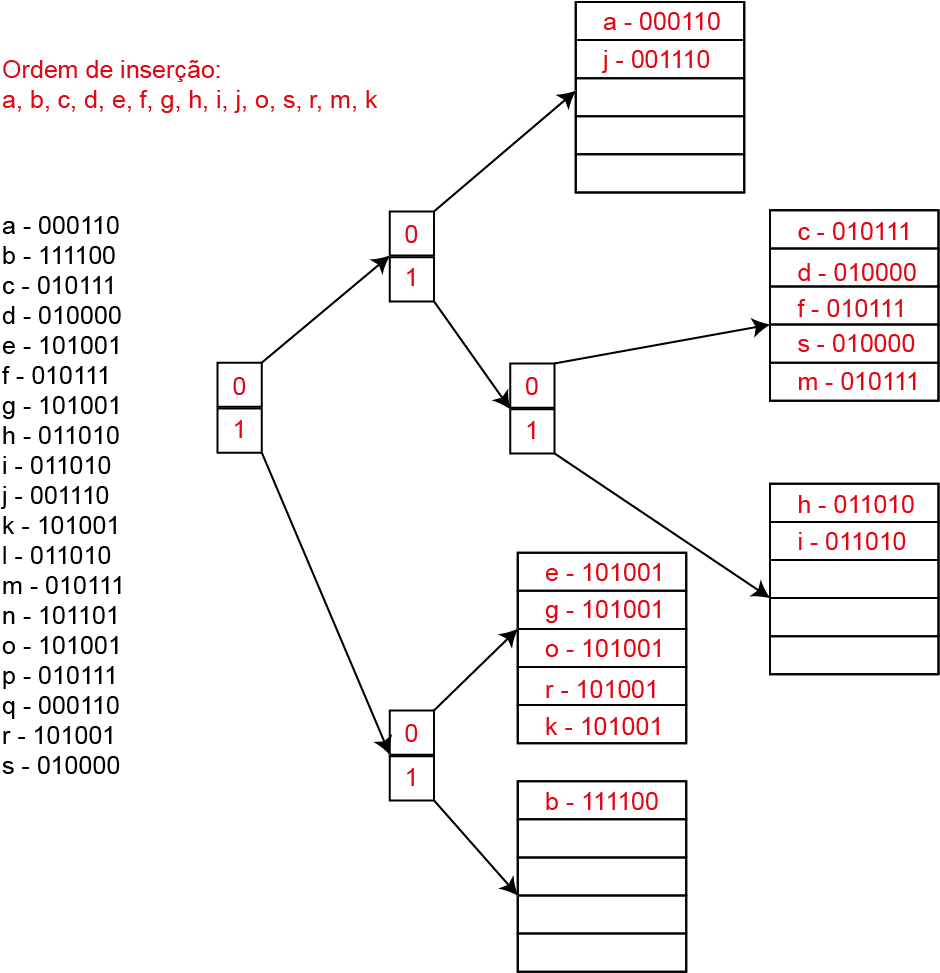 Ordem de inserção:
a, b, c, d, e, f, g, h, i, j, o, s, r, m, k
a - 000110
b - 111100
c - 010111
d - 010000
e - 101001
f - 010111
g - 101001
h - 011010
i - 011010
j - 001110
k - 101001
l - 011010
m - 010111
n - 101101
o - 101001
p - 010111
q - 000110
r - 101001
s - 010000
0
1
0
1
0
1
0
1
a - 000110
j - 001110
c - 010111
d - 010000
f - 010111
s - 010000
m - 010111
h - 011010
i - 011010
e - 101001
g - 101001
o - 101001
r - 101001
k - 101001
b - 111100